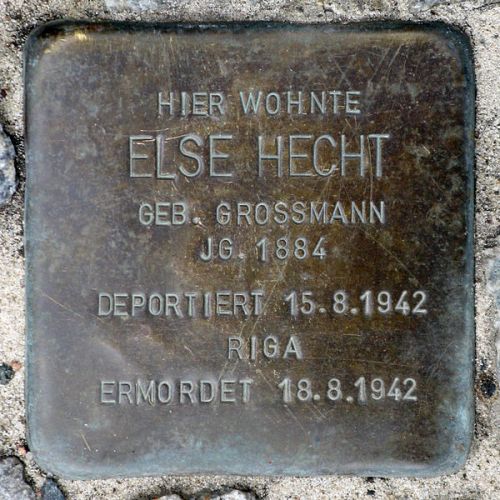 HIER WOHNTE
ELSE HECHT
GEB. GROSSMANN
JG. 1884
DEPORTIERT 15.8.1942
RIGA
ERMORDET 18.8.1942